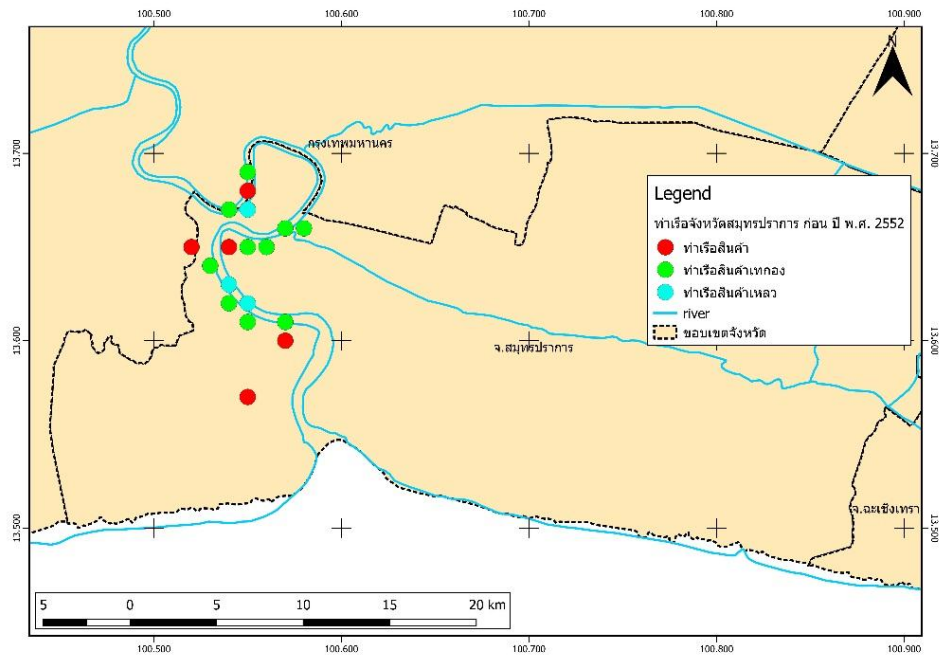 100.500 100.600 100.700 100.800 100.900
N
กรุงเทพมหานคร
13.700 13.700
Legend
ท่าเรือจังหวัดสมุทรปราการ ก่อน ปี พ.ศ. 2552
ท่าเรือสินค้า
ท่าเรือสินค้าเทกอง
ท่าเรือสินค้าเหลว
river
ขอบเขตจังหวัด
13.600 13.600
จ.สมุทรปราการ
จ.ฉะเชิงเทรา
13.500 13.500
5 0 5 10 15 20 km
100.500 100.600 100.700 100.800 100.900